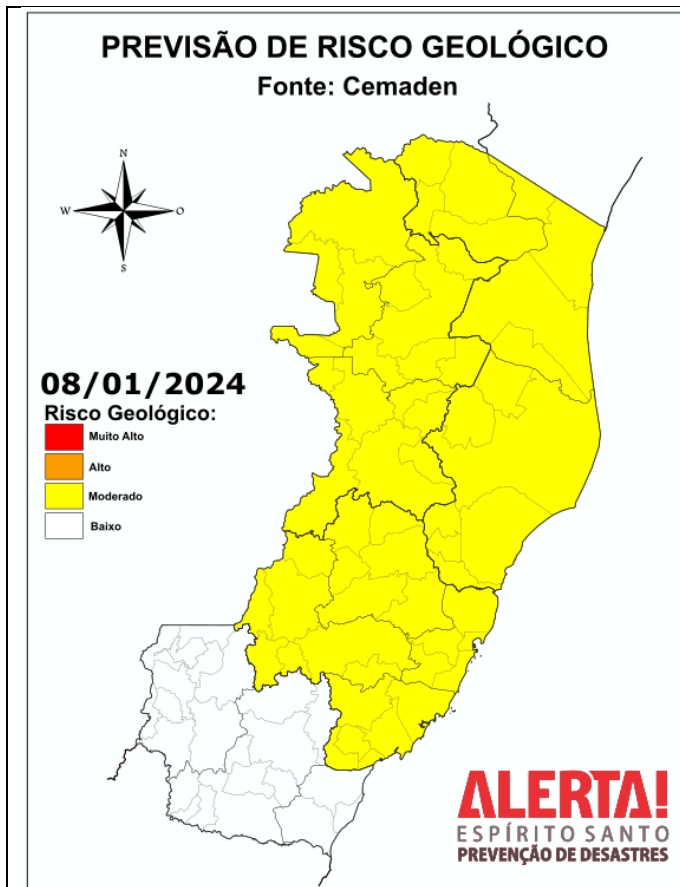 PREVISÃO DE RISCO GEOLÓGICO
Fonte: Cemaden
N
W
O
S
08/01/2024
Risco Geológico:
Muito Alto
Alto
Moderado
Baixo
ALERTA!
ESPÍRITO SANTO
PREVENÇÃO DE DESASTRES